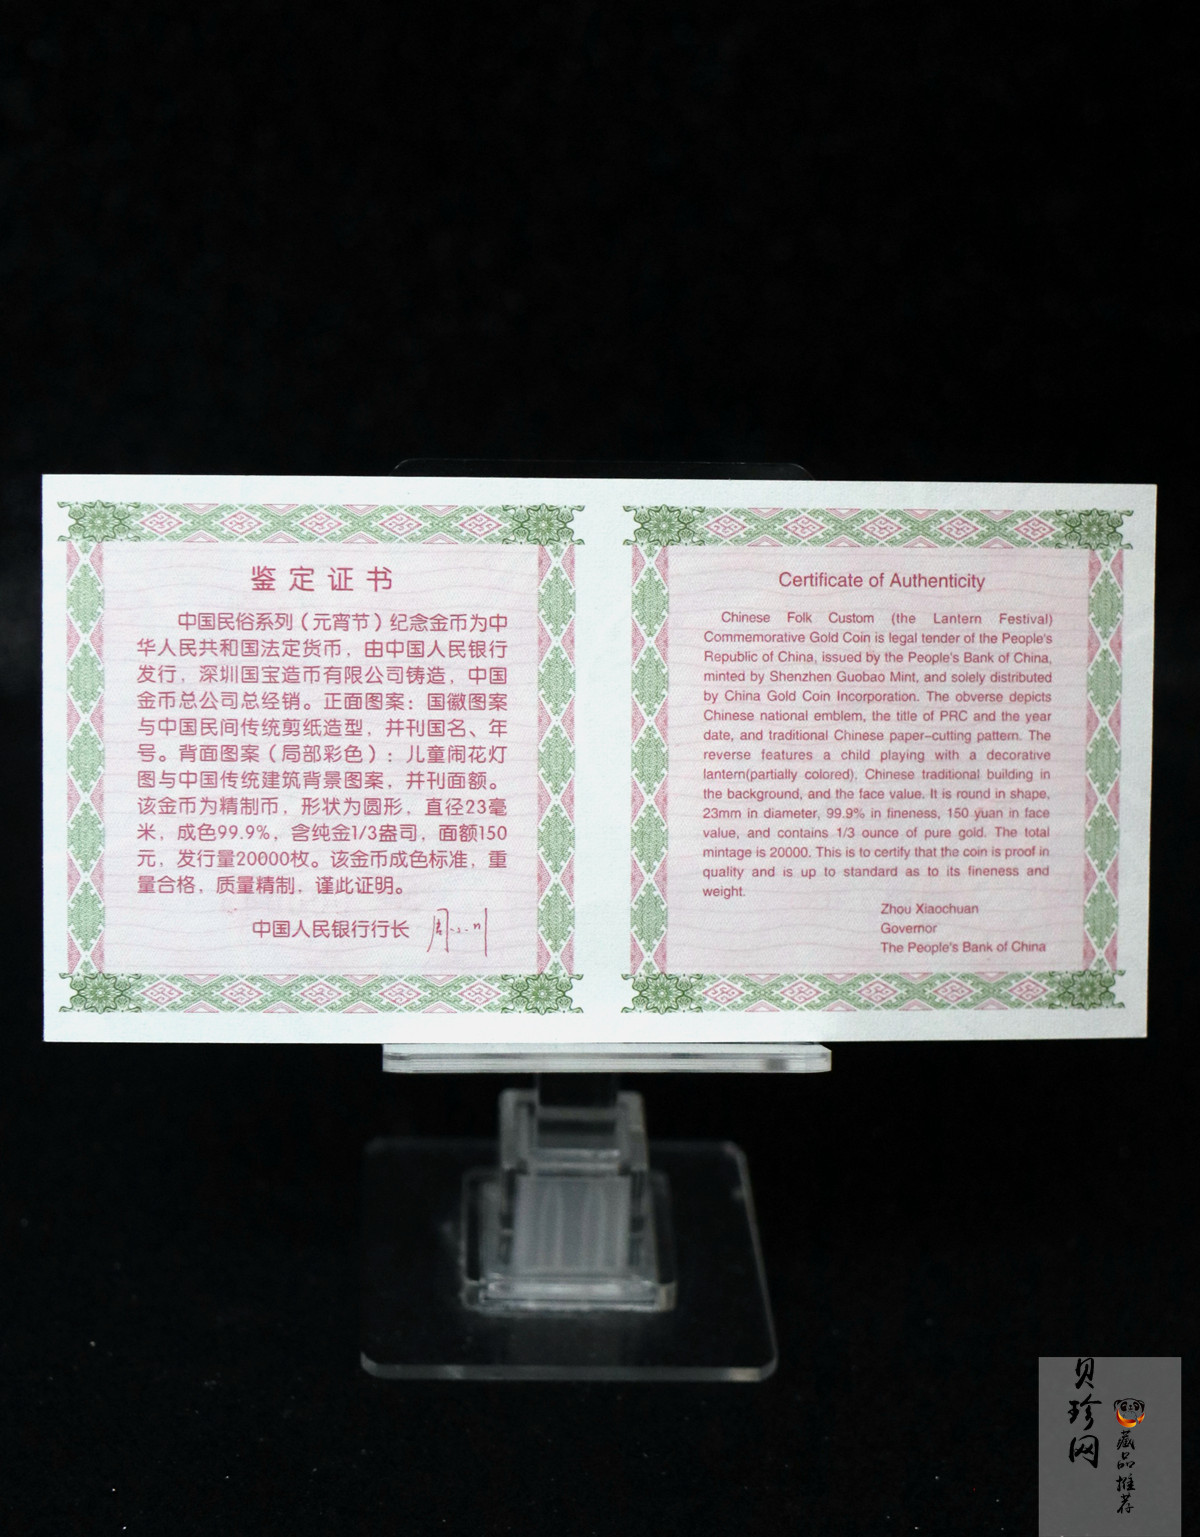 鉴定证书
中国民俗系列（元宵节）纪念金币为中
华人民共和国法定货币，由中国人民银行
发行，深圳国宝造币有限公司铸造，中国
金币总公司总经销。正面图案：国徽图案
与中国民间传统剪纸造型，并刊国名、年
号。背面图案（局部彩色）：儿童闹花灯
图与中国传统建筑背景图案，并刊面额。
该金币为精制币，形状为圆形，直径23毫
米，成色99.9%，含纯金1/3盎司，面额150
元，发行量20000枚。该金币成色标准，重
量合格，质量精制，谨此证明。
中国人民银行行长
Certificate of Authenticity
Chinese Folk Custom (the Lantern Festival)
Commemorative Gold Coin is legal tender of the People's
Republic of China, issued by the People's Bank of China,
minted by Shenzhen Guobao Mint, and solely distributed
by China Gold Coin Incorporation. The obverse depicts
Chinese national emblem, the title of PRC and the year
date, and traditional Chinese paper-cutting pattern. The
reverse features a child playing with a decorative
lantern(partially colored), Chinese traditional building in
the background, and the face value. It is round in shape,
23mm in diameter, 99.9% in fineness, 150 yuan in face
value, and contains 1/3 ounce of pure gold. The total
mintage is 20000. This is to certify that the coin is proof in
quality and is up to standard as to its fineness and
weight.
Zhou Xiaochuan
Governor
The People's Bank of China
贝珍网
藏品推荐